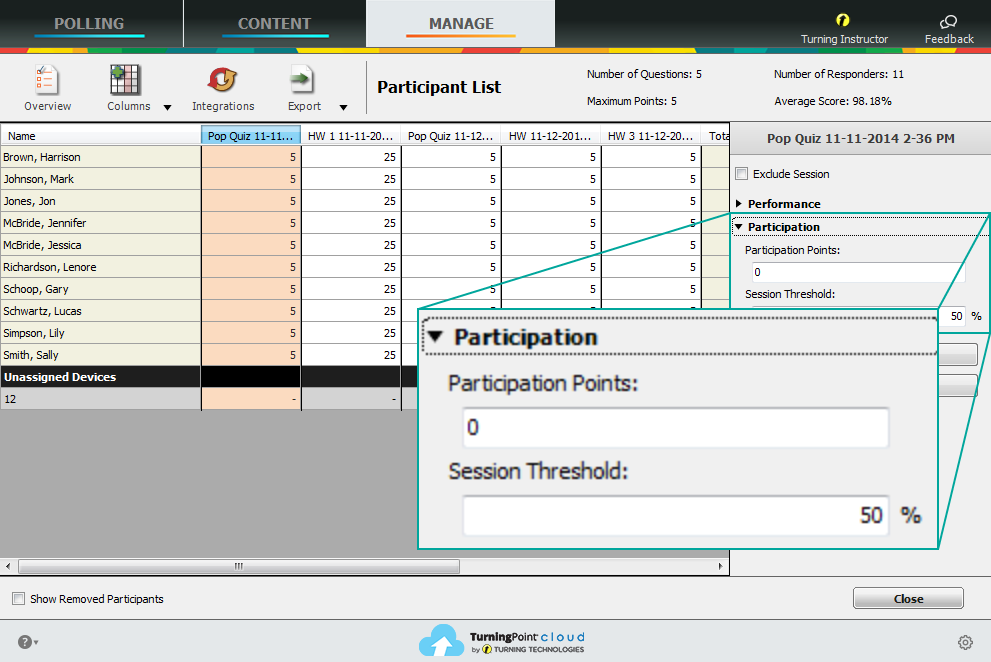 POLLING CONTENT MANAGE
Turning Instructor Feedback
Overview Columns Integrations Export
Participant List
Number of Questions: 5 Number of Responders: 11
Maximum Points: 5 Average Score: 98.18%
Name Pop Quiz 11-11... HW 1 11-11-20... Pop Quiz 11-12... HW 11-12-201... HW 3 11-12-20... Tota
Brown, Harrison 5 25 5 5 5
Johnson, Mark 5 25 5 5 5
Jones, Jon 5 25 5 5 5
McBride, Jennifer 5 25 5 5 5
McBride, Jessica 5 25 5 5 5
Richardson, Lenore 5 25 5 5 5
Schoop, Gary 5 25 5 5 5
Schwartz, Lucas 5 25
Simpson, Lily 5 25
Smith, Sally 5 25
Unassigned Devices
12 - -
Pop Quiz 11-11-2014 2-36 PM
Exclude Session
Performance
Participation
Participation Points:
0
Session Threshold:
50 %
Participation
Participation Points:
0
Session Threshold:
50 %
Show Removed Participants
Close
?
TurningPoint cloud
by TURNING TECHNOLOGIES